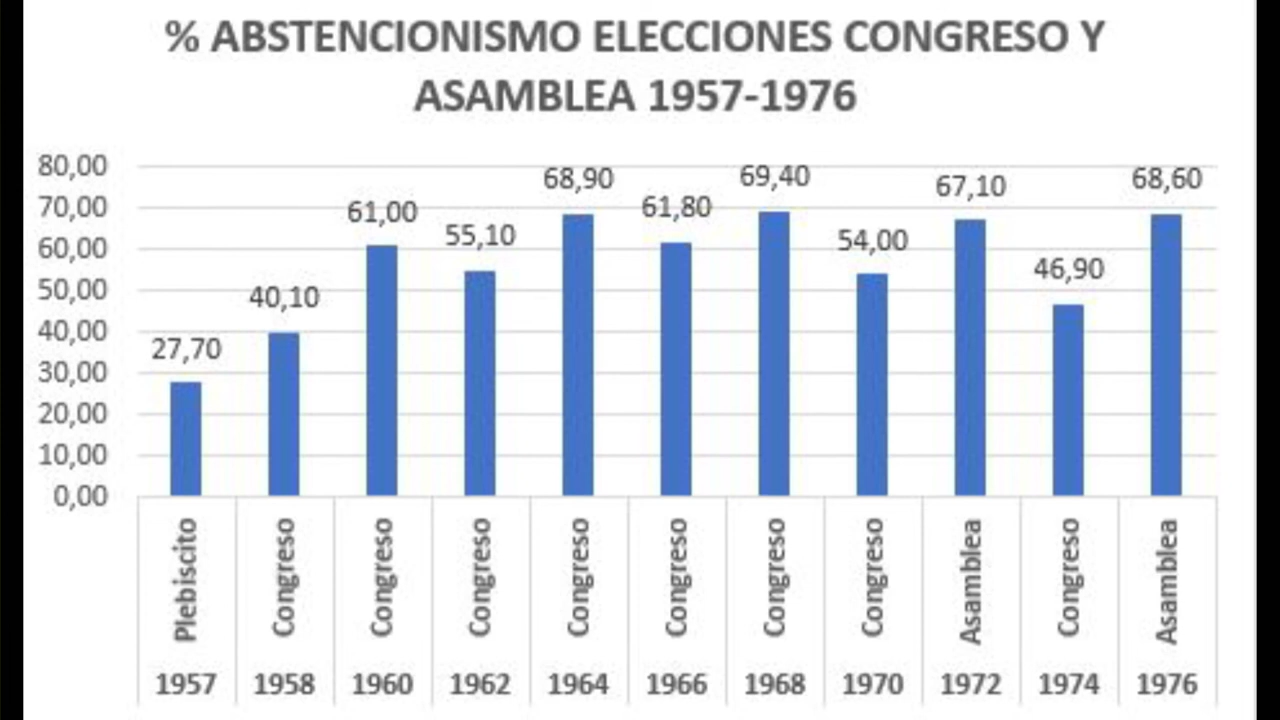 % ABSTENCIONISMO ELECCIONES CONGRESO Y
ASAMBLEA 1957-1976
80,00
70,00
60,00
50,00
40,00
30,00
20,00
10,00
0,00
27,70
40,10
61,00
55,10
68,90
61,80
69,40
54,00
67,10
46,90
68,60
Plebiscito
Congreso
Congreso
Congreso
Congreso
Congreso
Congreso
Congreso
Asamblea
Congreso
Asamblea
1957 1958 1960 1962 1964 1966 1968 1970 1972 1974 1976